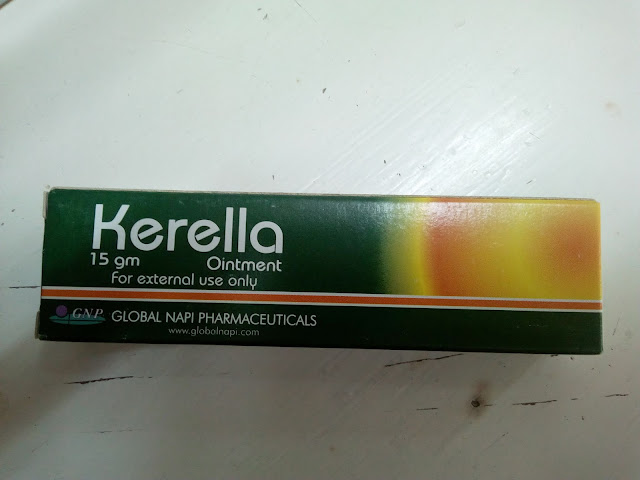 Kerella
15 gm Ointment
For external use only
GNP GLOBAL NAPI PHARMACEUTICALS
www.globalnapi.com